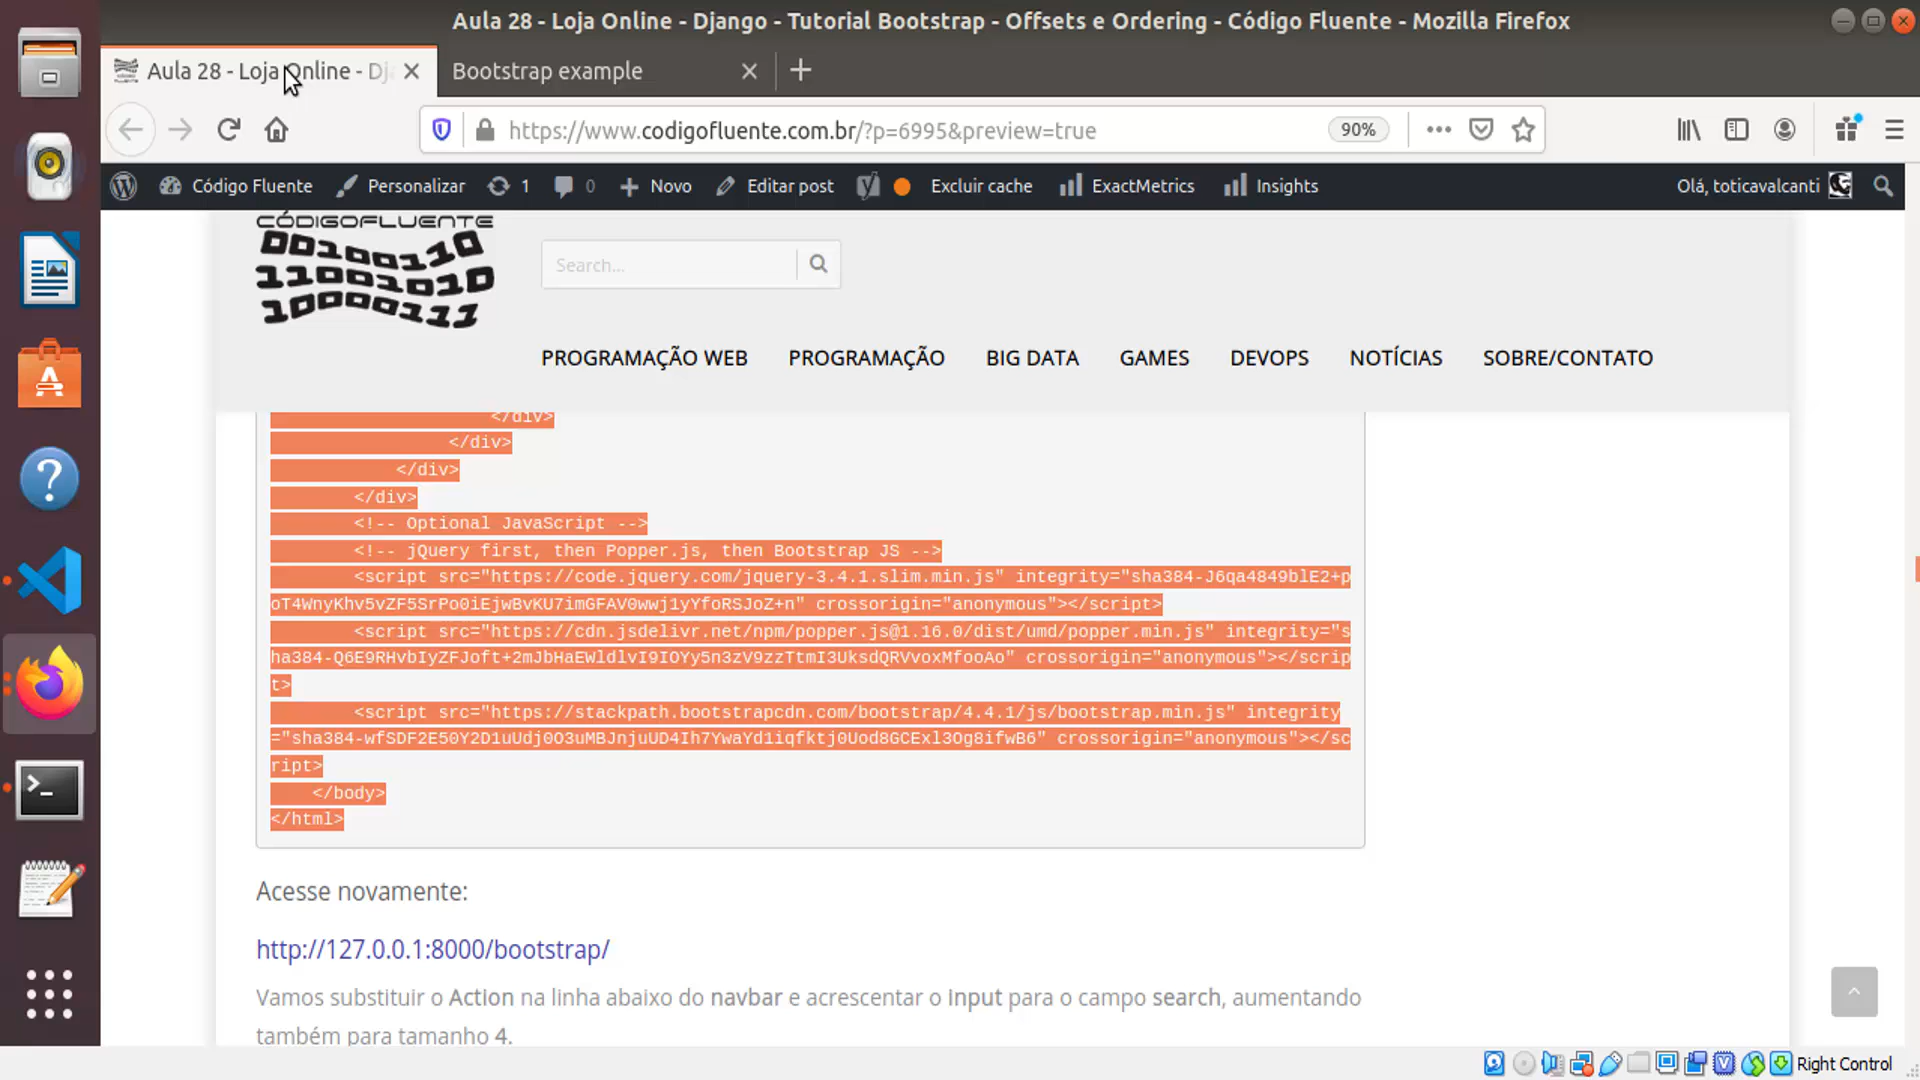 Aula 28 - Loja Online - Django - Tutorial Bootstrap - Offsets e Ordering - Código Fluente - Mozilla Firefox
Aula 28 - Loja Online - Dj
Bootstrap example
https://www.codigofluente.com.br/?p=6995&preview=true
90%
Código Fluente
Personalizar
1
0
Novo
Editar post
Excluir cache
ExactMetrics
Insights
Olá, toticavalcanti
CÓDIGOFLUENTE
00100110
11001010
10000111
Search...
PROGRAMAÇÃO WEB
PROGRAMAÇÃO
BIG DATA
GAMES
DEVOPS
NOTÍCIAS
SOBRE/CONTATO
</div>
</div>
</div>
</div>
<!-- Optional JavaScript -->
<!-- jQuery first, then Popper.js, then Bootstrap JS -->
<script src="https://code.jquery.com/jquery-3.4.1.slim.min.js" integrity="sha384-J6qa4849blE2+p
oT4WnyKhv5vZF5SrPo0iEjwBvKU7imGFAV0wwj1yYfoRSJoZ+n" crossorigin="anonymous"></script>
<script src="https://cdn.jsdelivr.net/npm/popper.js@1.16.0/dist/umd/popper.min.js" integrity="s
ha384-Q6E9RHvbIyZFJoft+2mJbHaEWldlvI9IOYy5n3zV9zzTtmI3UksdQRVvoxMfooAo" crossorigin="anonymous"></scrip
t>
<script src="https://stackpath.bootstrapcdn.com/bootstrap/4.4.1/js/bootstrap.min.js" integrity
="sha384-wfSDF2E50Y2D1uUdj0O3uMBJnjuUD4Ih7YwaYd1iqfktj0Uod8GCExl3Og8ifwB6" crossorigin="anonymous"></sc
ript>
</body>
</html>
Acesse novamente:
http://127.0.0.1:8000/bootstrap/
Vamos substituir o Action na linha abaixo do navbar e acrescentar o input para o campo search, aumentando
também para tamanho 4.
Right Control